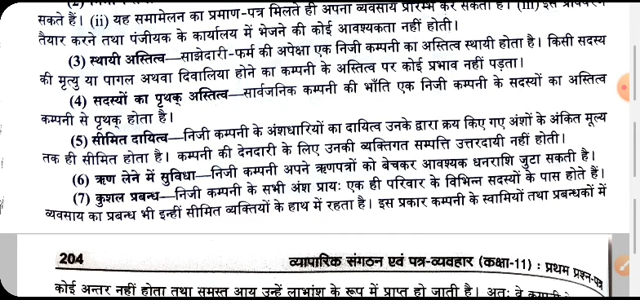 सकते हैं। (ii) यह समामेलन का प्रमाण-पत्र मिलते ही अपना व्यवसाय प्रारम्भ कर सकती है। (iii) इसे
तैयार करने तथा पंजीयक के कार्यालय में भेजने की कोई आवश्यकता नहीं होती।
(3) स्थायी अस्तित्व—साझेदारी-फर्म की अपेक्षा एक निजी कम्पनी का अस्तित्व स्थायी होता है। किसी सदस्य
की मृत्यु या पागल अथवा दिवालिया होने का कम्पनी के अस्तित्व पर कोई प्रभाव नहीं पड़ता।
(4) सदस्यों का पृथक् अस्तित्व—सार्वजनिक कम्पनी की भाँति एक निजी कम्पनी के सदस्यों का अस्तित्व
कम्पनी से पृथक् होता है।
(5) सीमित दायित्व—निजी कम्पनी के अंशधारियों का दायित्व उनके द्वारा क्रय किए गए अंशों के अंकित मूल्य
तक ही सीमित होता है। कम्पनी की देनदारी के लिए उनकी व्यक्तिगत सम्पत्ति उत्तरदायी नहीं होती।
(6) ऋण लेने में सुविधा—निजी कम्पनी अपने ऋणपत्रों को बेचकर आवश्यक धनराशि जुटा सकती है।
(7) कुशल प्रबन्ध—निजी कम्पनी के सभी अंश प्रायः एक ही परिवार के विभिन्न सदस्यों के पास होते हैं।
व्यवसाय का प्रबन्ध भी इन्हीं सीमित व्यक्तियों के हाथ में रहता है। इस प्रकार कम्पनी के स्वामियों तथा प्रबन्धकों में
204 व्यापारिक संगठन एवं पत्र-व्यवहार (कक्षा-11) : प्रथम प्रश्न-पत्र
कोई अन्तर नहीं होता तथा समस्त आय उन्हें लाभांश के रूप में प्राप्त हो जाती है। अतः वे